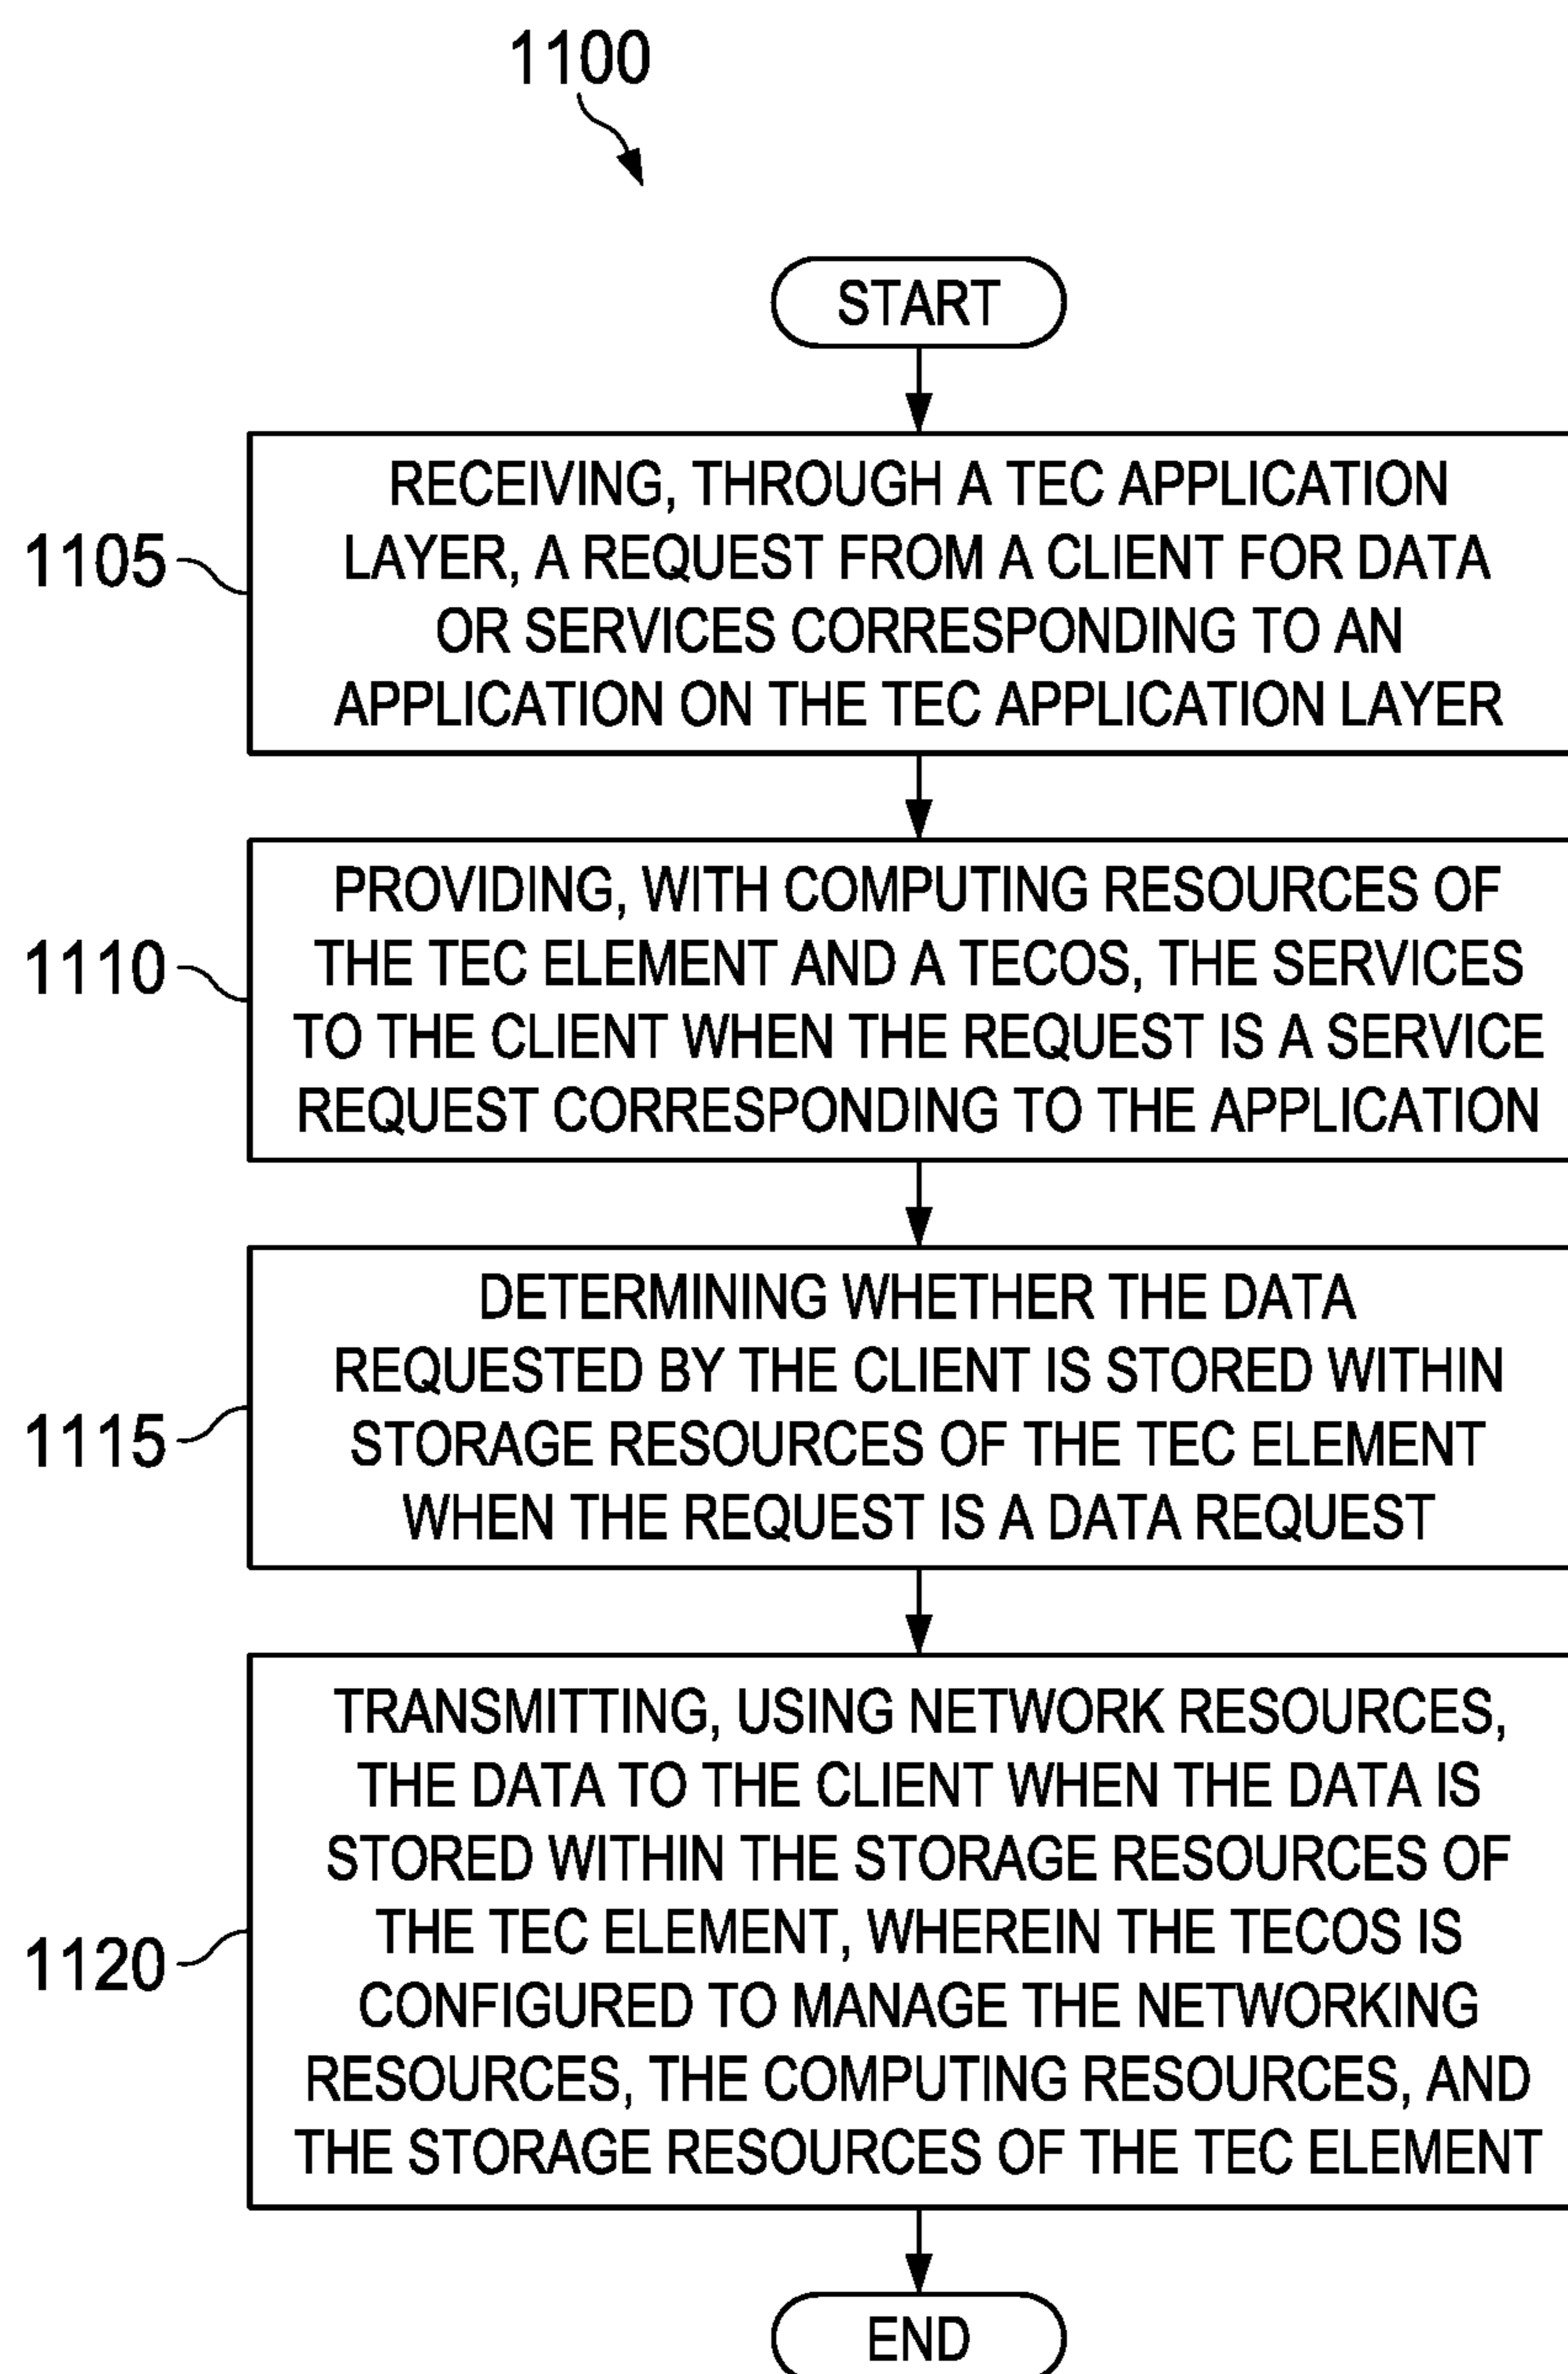 1100
START
1105
RECEIVING, THROUGH A TEC APPLICATION
LAYER, A REQUEST FROM A CLIENT FOR DATA
OR SERVICES CORRESPONDING TO AN
APPLICATION ON THE TEC APPLICATION LAYER
1110
PROVIDING, WITH COMPUTING RESOURCES OF
THE TEC ELEMENT AND A TECOS, THE SERVICES
TO THE CLIENT WHEN THE REQUEST IS A SERVICE
REQUEST CORRESPONDING TO THE APPLICATION
1115
DETERMINING WHETHER THE DATA
REQUESTED BY THE CLIENT IS STORED WITHIN
STORAGE RESOURCES OF THE TEC ELEMENT
WHEN THE REQUEST IS A DATA REQUEST
1120
TRANSMITTING, USING NETWORK RESOURCES,
THE DATA TO THE CLIENT WHEN THE DATA IS
STORED WITHIN THE STORAGE RESOURCES OF
THE TEC ELEMENT, WHEREIN THE TECOS IS
CONFIGURED TO MANAGE THE NETWORKING
RESOURCES, THE COMPUTING RESOURCES, AND
THE STORAGE RESOURCES OF THE TEC ELEMENT
END